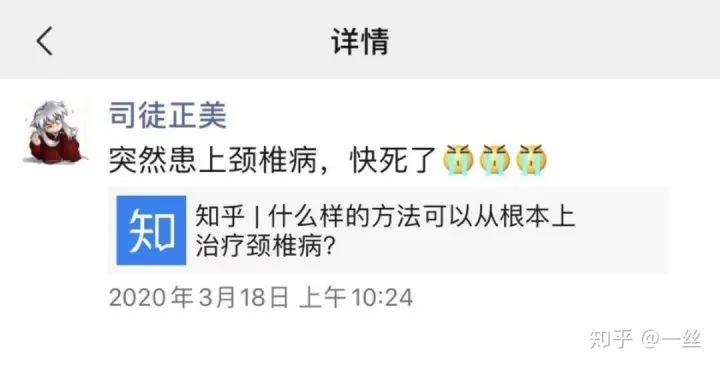 详情
司徒正美
突然患上颈椎病，快死了😭😭😭
知
知乎 | 什么样的方法可以从根本上
治疗颈椎病?
2020年3月18日 上午10:24
知乎 @一丝